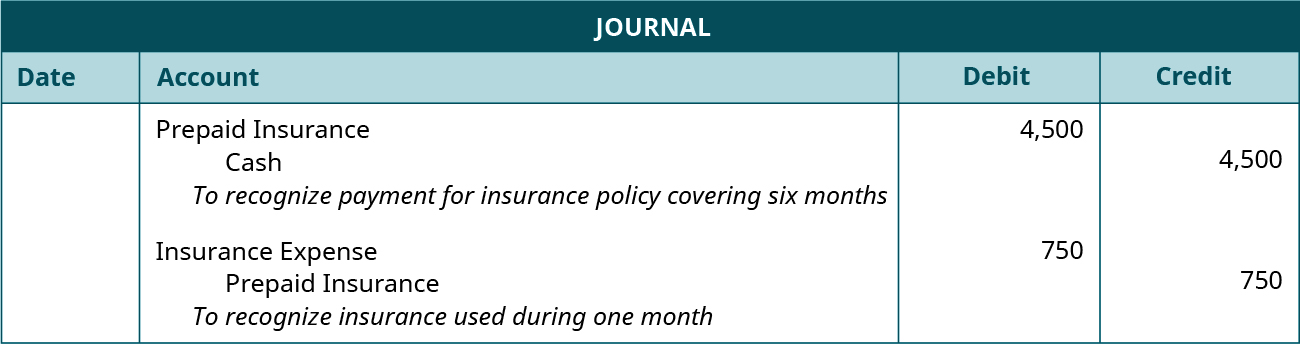 JOURNAL
Date Account Debit Credit
Prepaid Insurance 4,500
Cash 4,500
To recognize payment for insurance policy covering six months
Insurance Expense 750
Prepaid Insurance 750
To recognize insurance used during one month